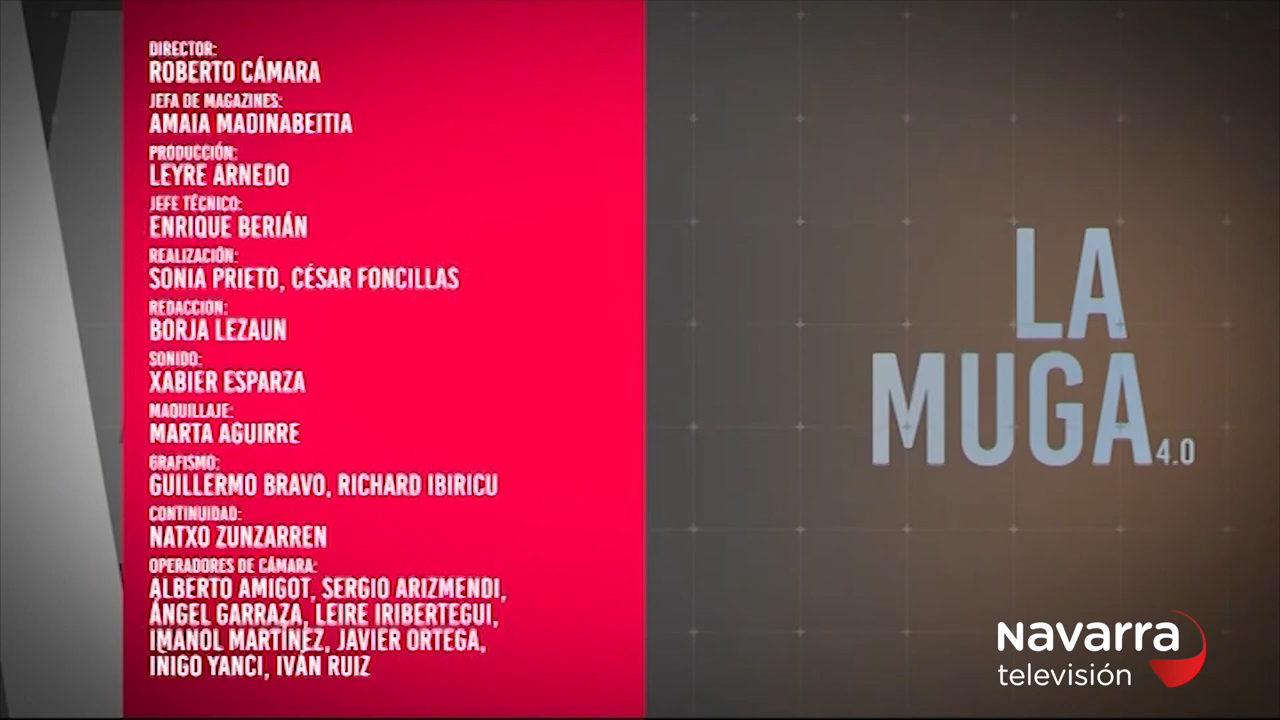 DIRECTOR:
ROBERTO CÁMARA
JEFA DE MAGAZINES:
AMAIA MADINABEITIA
PRODUCCIÓN:
LEYRE ARNEDO
JEFE TÉCNICO:
ENRIQUE BERIÁN
REALIZACIÓN:
SONIA PRIETO, CÉSAR FONCILLAS
REDACCIÓN:
BORJA LEZAUN
SONIDO:
XABIER ESPARZA
MAQUILLAJE:
MARTA AGUIRRE
GRAFISMO:
GUILLERMO BRAVO, RICHARD IBIRICU
CONTINUIDAD:
NATXO ZUNZARREN
OPERADORES DE CÁMARA:
ALBERTO AMIGOT, SERGIO ARIZMENDI,
ÁNGEL GARRAZA, LEIRE IRIBERTEGUI,
IMANOL MARTÍNEZ, JAVIER ORTEGA,
IÑIGO YANCI, IVÁN RUIZ
LA
MUGA 4.0
Navarra
televisión